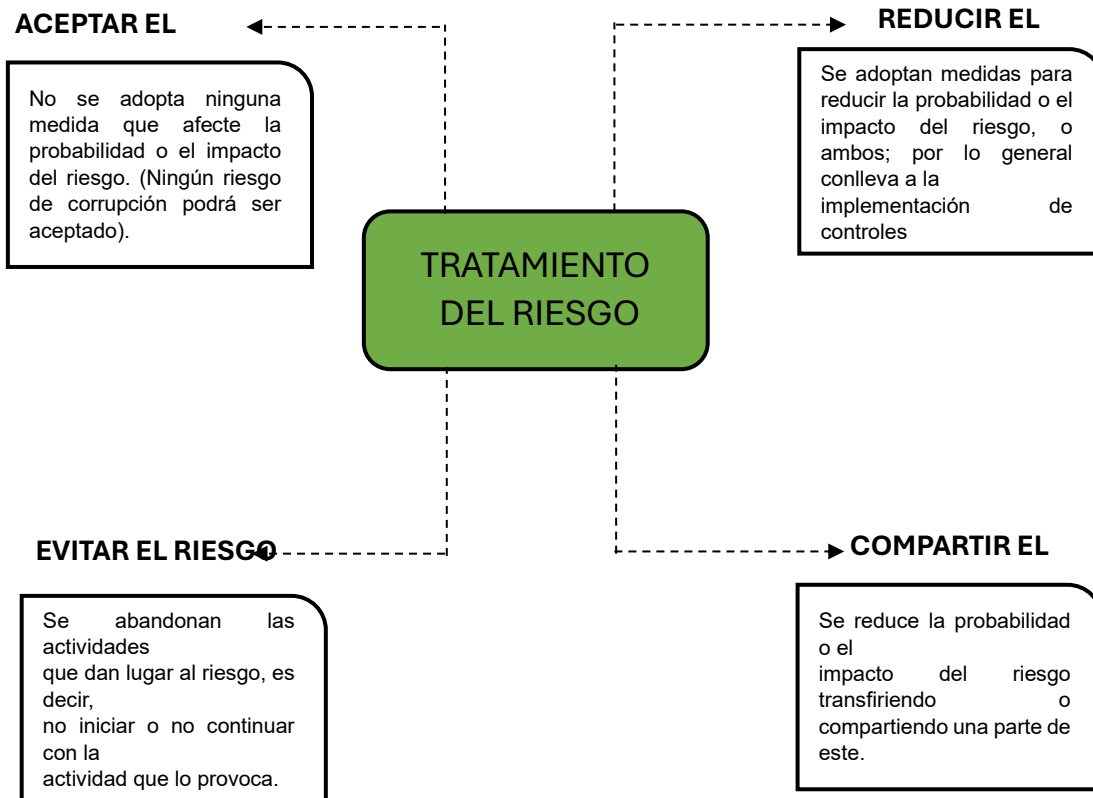 ACEPTAR EL
No se adopta ninguna
medida que afecte la
probabilidad o el impacto
del riesgo. (Ningún riesgo
de corrupción podrá ser
aceptado).
REDUCIR EL
Se adoptan medidas para
reducir la probabilidad o el
impacto del riesgo, o
ambos; por lo general
conlleva a la
implementación de
controles
TRATAMIENTO
DEL RIESGO
EVITAR EL RIESGO
Se abandonan las
actividades
que dan lugar al riesgo, es
decir,
no iniciar o no continuar
con la
actividad que lo provoca.
COMPARTIR EL
Se reduce la probabilidad
o el
impacto del riesgo
transfiriendo o
compartiendo una parte de
este.